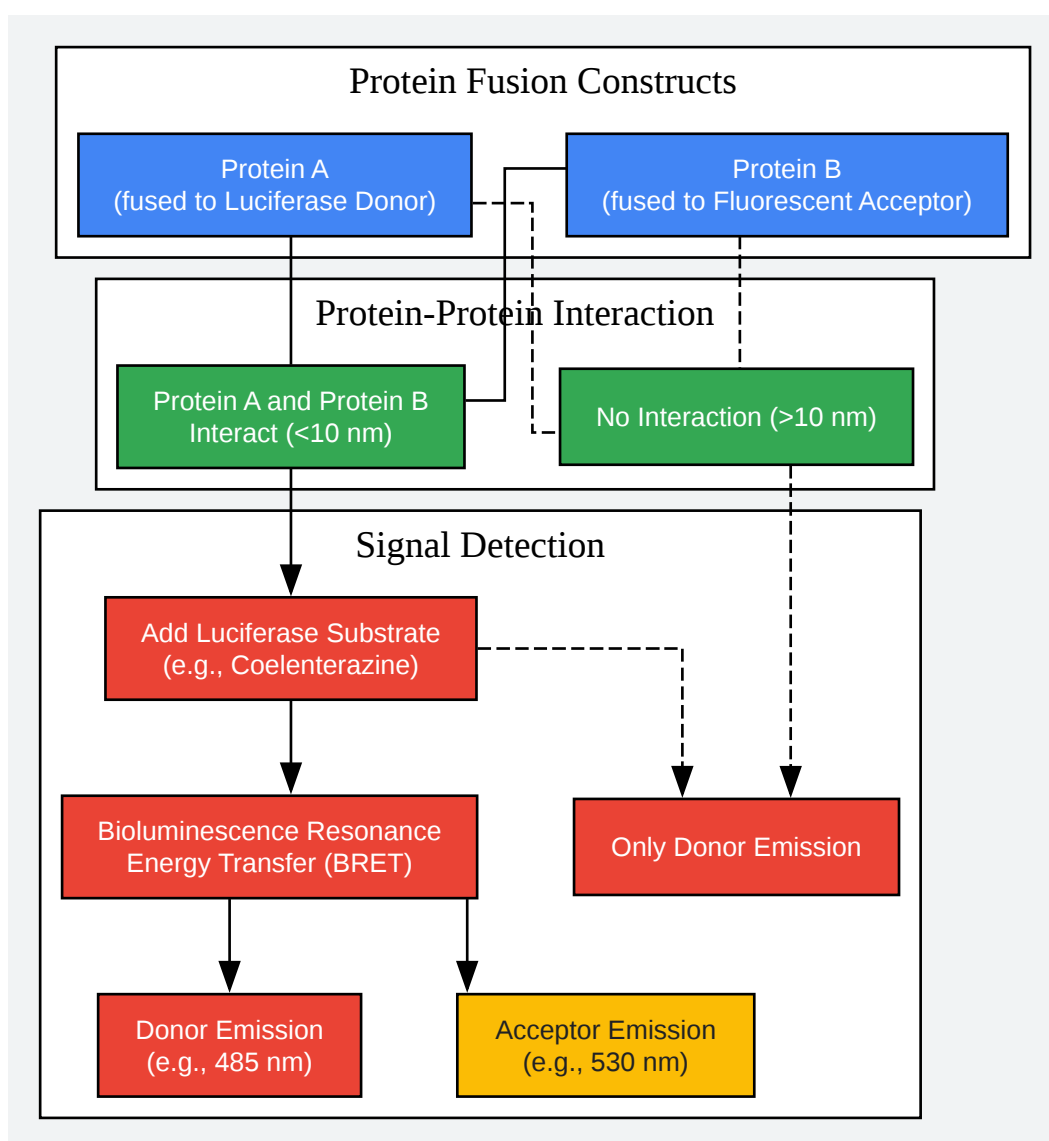 Protein Fusion Constructs
Protein A
(fused to Luciferase Donor)
Protein B
(fused to Fluorescent Acceptor)
Protein-Protein Interaction
Protein A and Protein B
Interact (<10 nm)
No Interaction (>10 nm)
Signal Detection
Add Luciferase Substrate
(e.g., Coelenterazine)
Bioluminescence Resonance
Energy Transfer (BRET)
Only Donor Emission
Donor Emission
(e.g., 485 nm)
Acceptor Emission
(e.g., 530 nm)